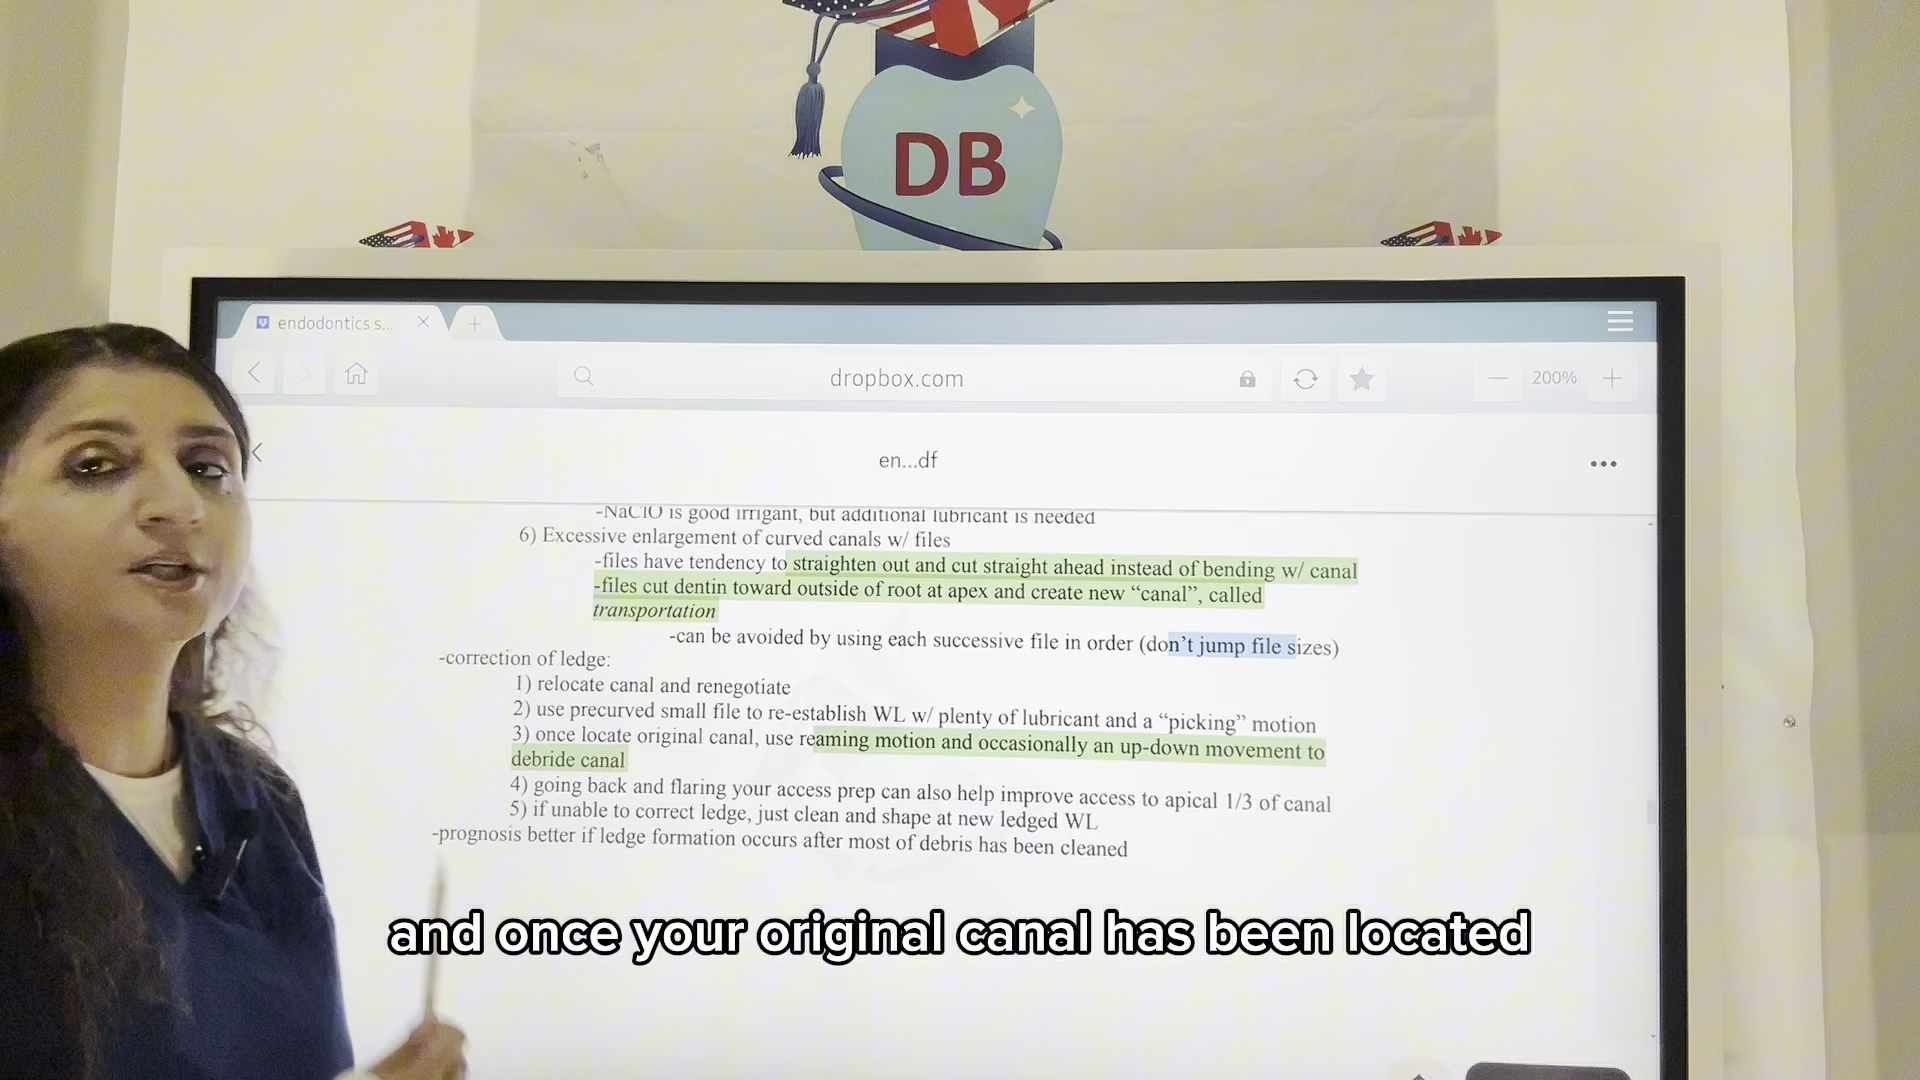 DB
endodontics s...
dropbox.com
200%
en...df
-NaClO is good irrigant, but additional lubricant is needed
6) Excessive enlargement of curved canals w/ files
-files have tendency to straighten out and cut straight ahead instead of bending w/ canal
-files cut dentin toward outside of root at apex and create new “canal”, called
transportation
-can be avoided by using each successive file in order (don’t jump file sizes)
-correction of ledge:
1) relocate canal and renegotiate
2) use precurved small file to re-establish WL w/ plenty of lubricant and a “picking” motion
3) once locate original canal, use reaming motion and occasionally an up-down movement to
debride canal
4) going back and flaring your access prep can also help improve access to apical 1/3 of canal
5) if unable to correct ledge, just clean and shape at new ledged WL
-prognosis better if ledge formation occurs after most of debris has been cleaned
and once your original canal has been located